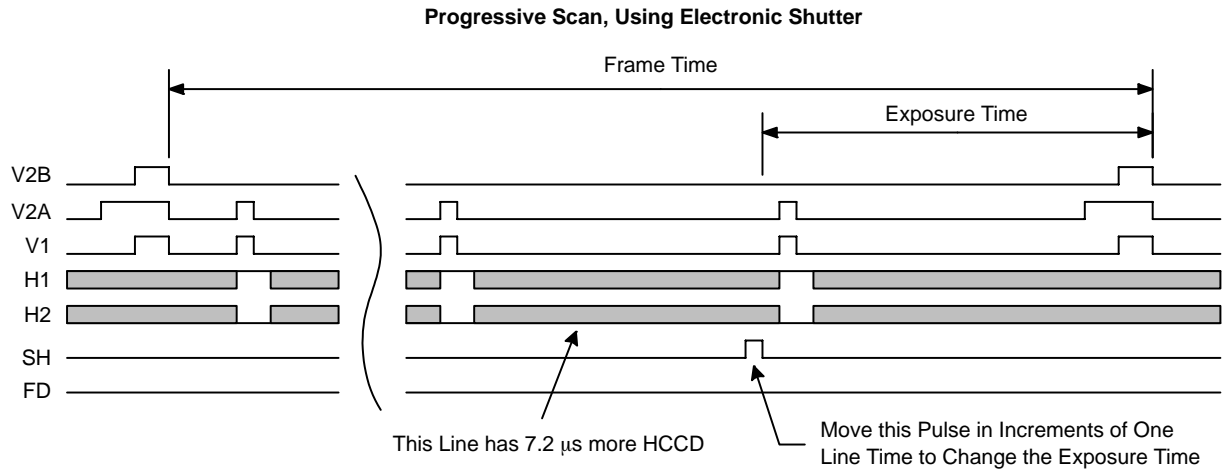 Progressive Scan, Using Electronic Shutter
Frame Time
Exposure Time
V2B
V2A
V1
H1
H2
SH
FD
This Line has 7.2 μs more HCCD
Move this Pulse in Increments of One
Line Time to Change the Exposure Time